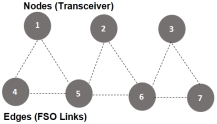 Nodes (Transceiver)
1 2 3
4 5 6 7
Edges (FSO Links)